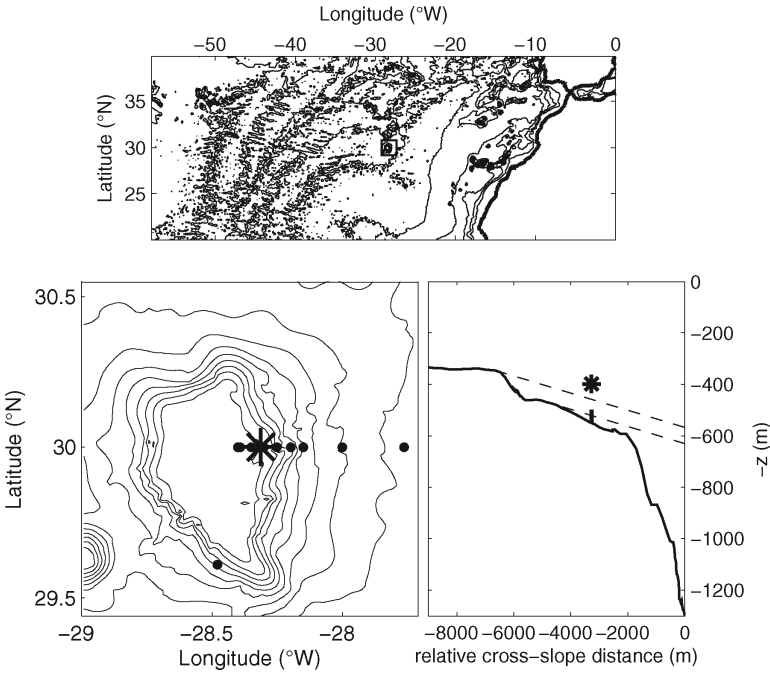 Longitude (°W)
−50 −40 −30 −20 −10 0
Latitude (°N)
35
30
25
30.5
30
29.5
Latitude (°N)
−29 −28.5 −28
Longitude (°W)
0
−200
−400
−600
−800
−1000
−1200
−z (m)
−8000 −6000 −4000 −2000 0
relative cross−slope distance (m)